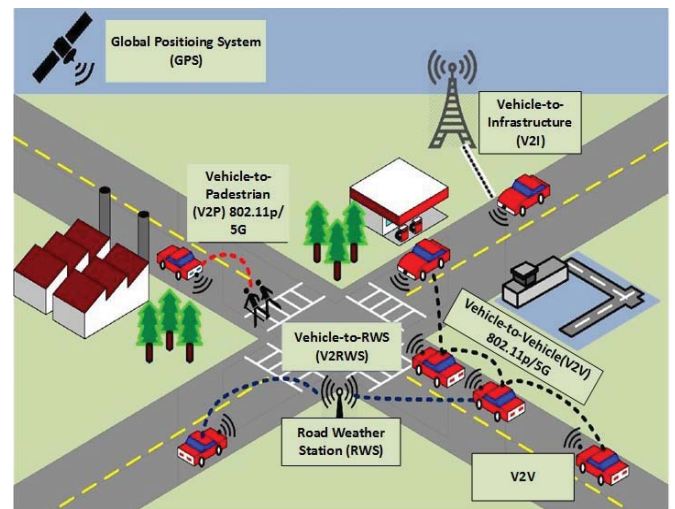 Global Positioing System
(GPS)
Vehicle-to-
Infrastructure
(V2I)
Vehicle-to-
Padestrian
(V2P) 802.11p/
5G
Vehicle-to-RWS
(V2RWS)
Vehicle-to-Vehicle(V2V)
802.11p/5G
Road Weather
Station (RWS)
V2V